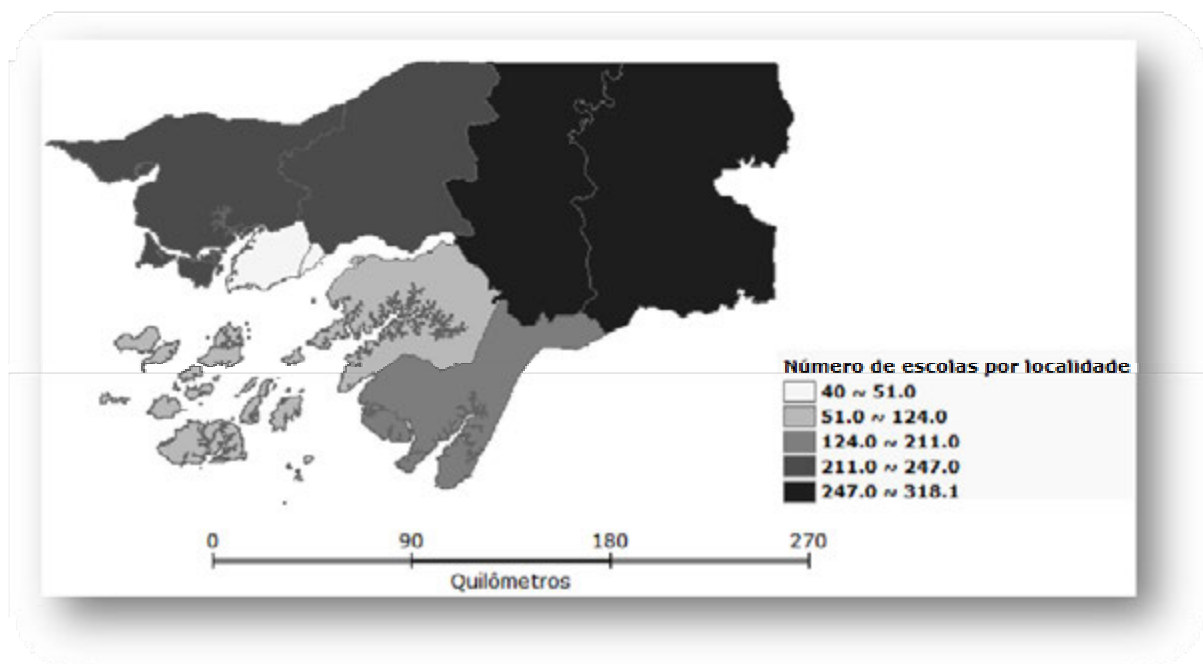 Número de escolas por localidade
40 ~ 51.0
51.0 ~ 124.0
124.0 ~ 211.0
211.0 ~ 247.0
247.0 ~ 318.1
0 90 180 270
Quilômetros